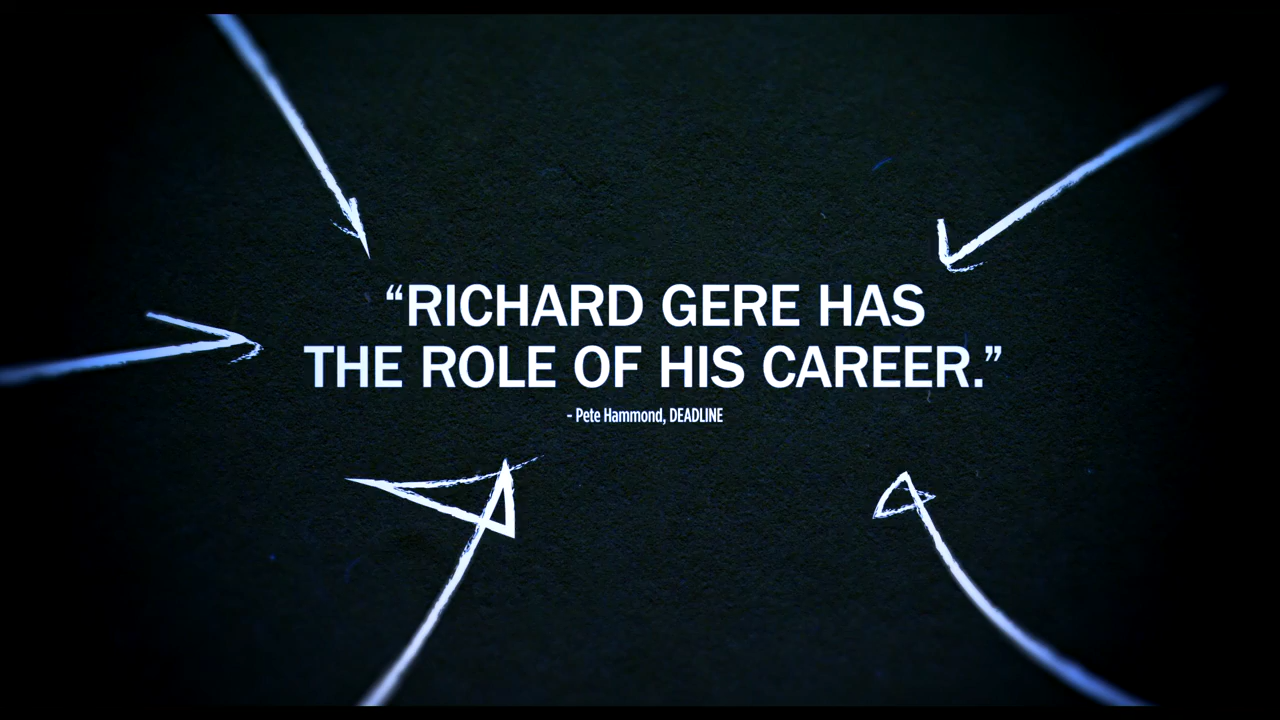 “RICHARD GERE HAS
THE ROLE OF HIS CAREER.”
- Pete Hammond, DEADLINE